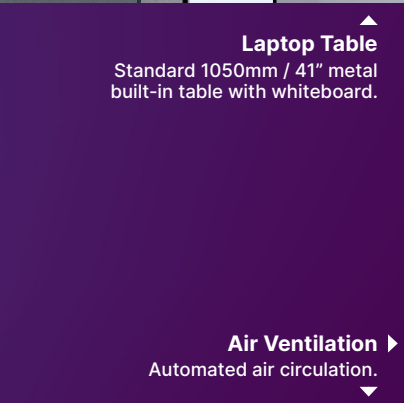 Laptop Table
Standard 1050mm / 41” metal
built-in table with whiteboard.
Air Ventilation
Automated air circulation.